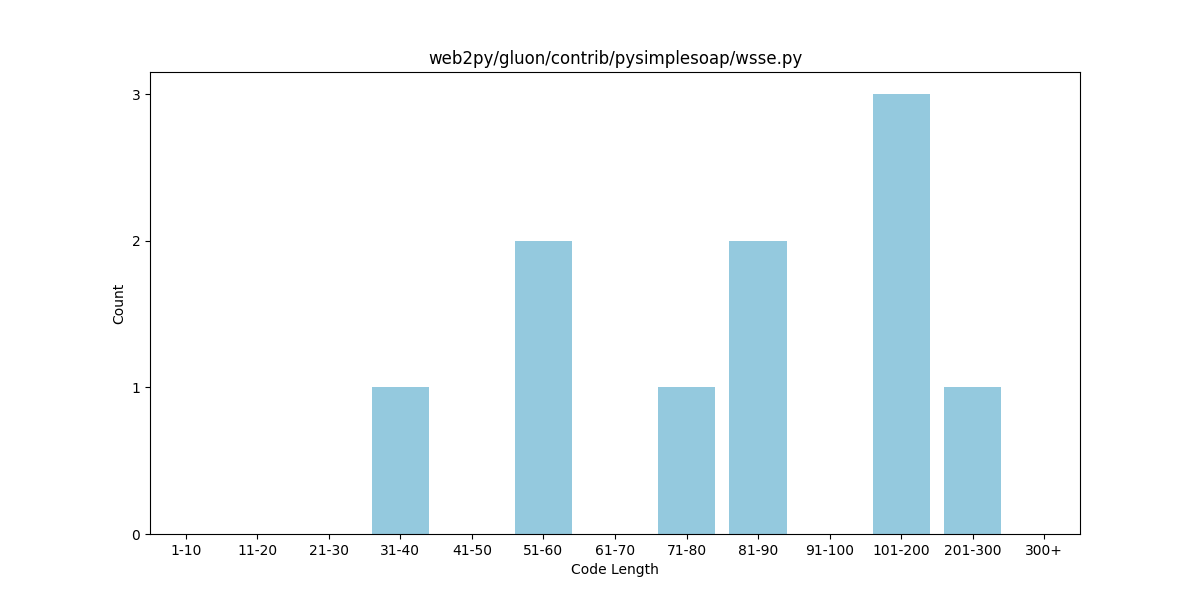 web2py/gluon/contrib/pysimplesoap/wsse.py
3
2
1
0
Count
1-10 11-20 21-30 31-40 41-50 51-60 61-70 71-80 81-90 91-100 101-200 201-300 300+
Code Length